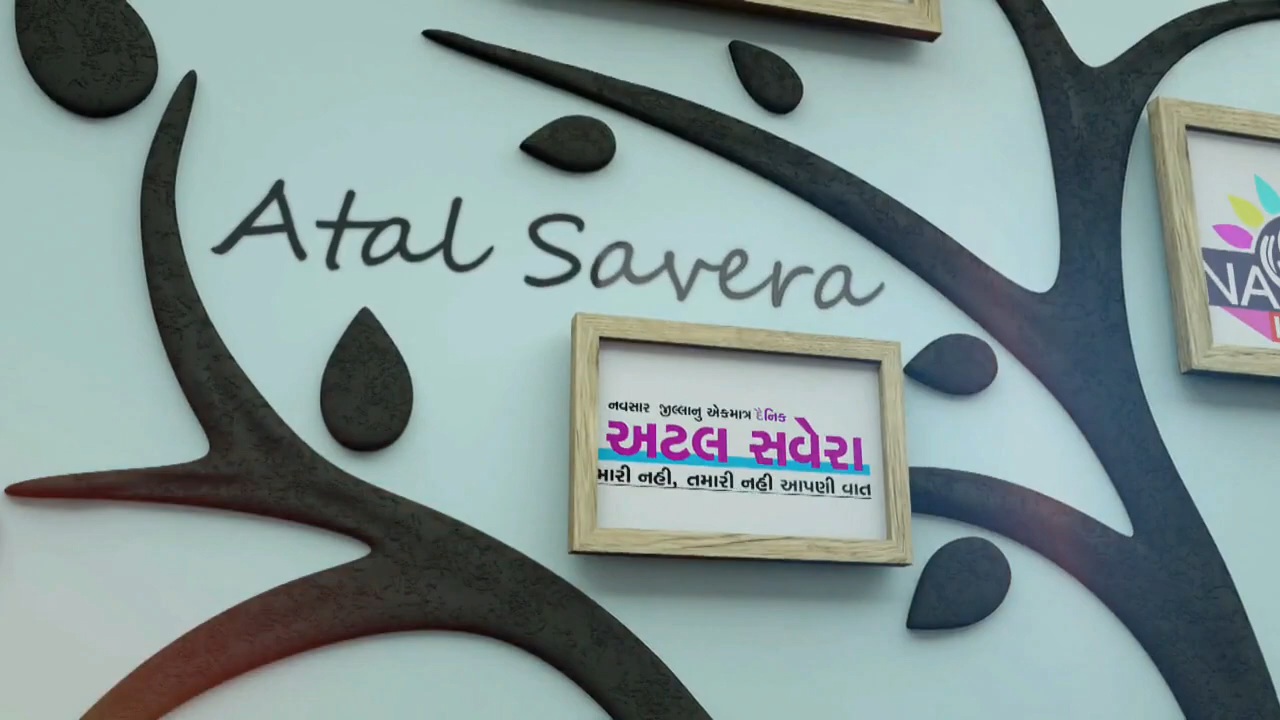 Atal Savera
નવસાર જીલ્લાનુ એકમાત્ર દૈનિક
અટલ સવેરા
મારી નહી, તમારી નહી આપણી વાત